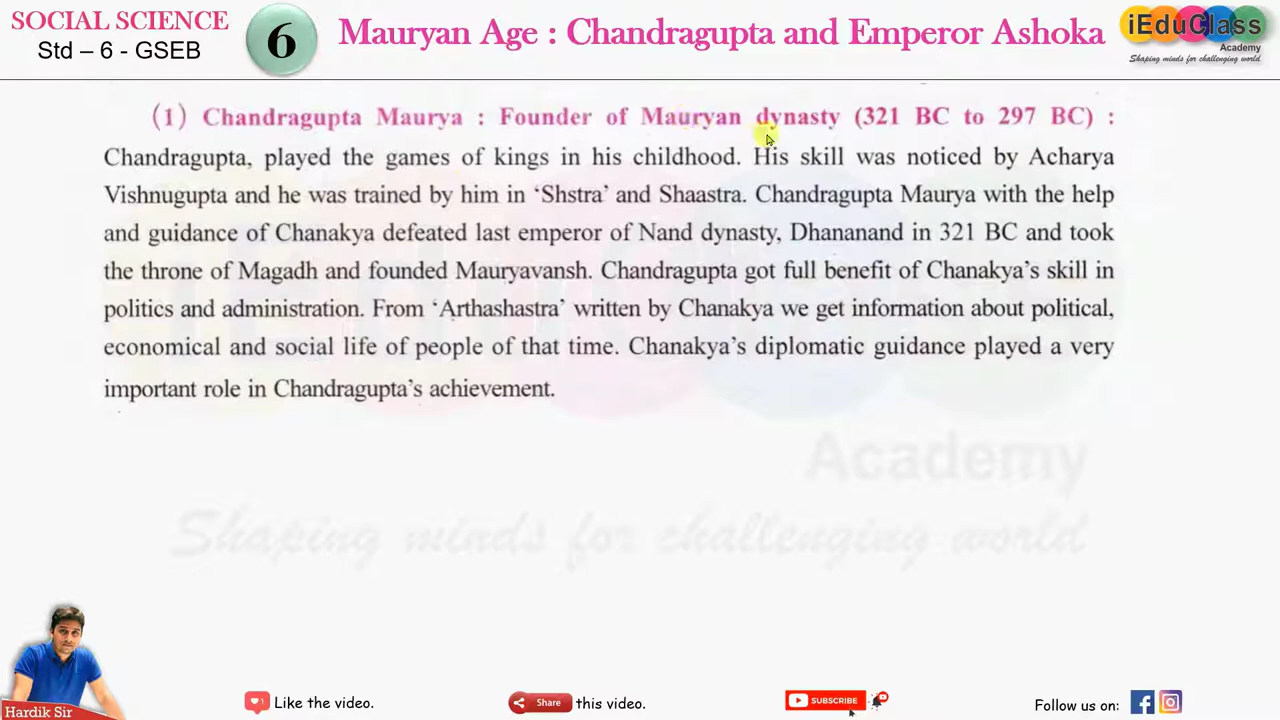 SOCIAL SCIENCE
Std – 6 - GSEB
6
Mauryan Age : Chandragupta and Emperor Ashoka
iEduClass
Academy
Shaping minds for challenging world
(1) Chandragupta Maurya : Founder of Mauryan dynasty (321 BC to 297 BC) :
Chandragupta, played the games of kings in his childhood. His skill was noticed by Acharya
Vishnugupta and he was trained by him in ‘Shstra’ and Shaastra. Chandragupta Maurya with the help
and guidance of Chanakya defeated last emperor of Nand dynasty, Dhananand in 321 BC and took
the throne of Magadh and founded Mauryavansh. Chandragupta got full benefit of Chanakya’s skill in
politics and administration. From ‘Arthashastra’ written by Chanakya we get information about political,
economical and social life of people of that time. Chanakya’s diplomatic guidance played a very
important role in Chandragupta’s achievement.
Academy
Shaping minds for challenging world
Hardik Sir
Like the video.
Share this video.
SUBSCRIBE
Follow us on: